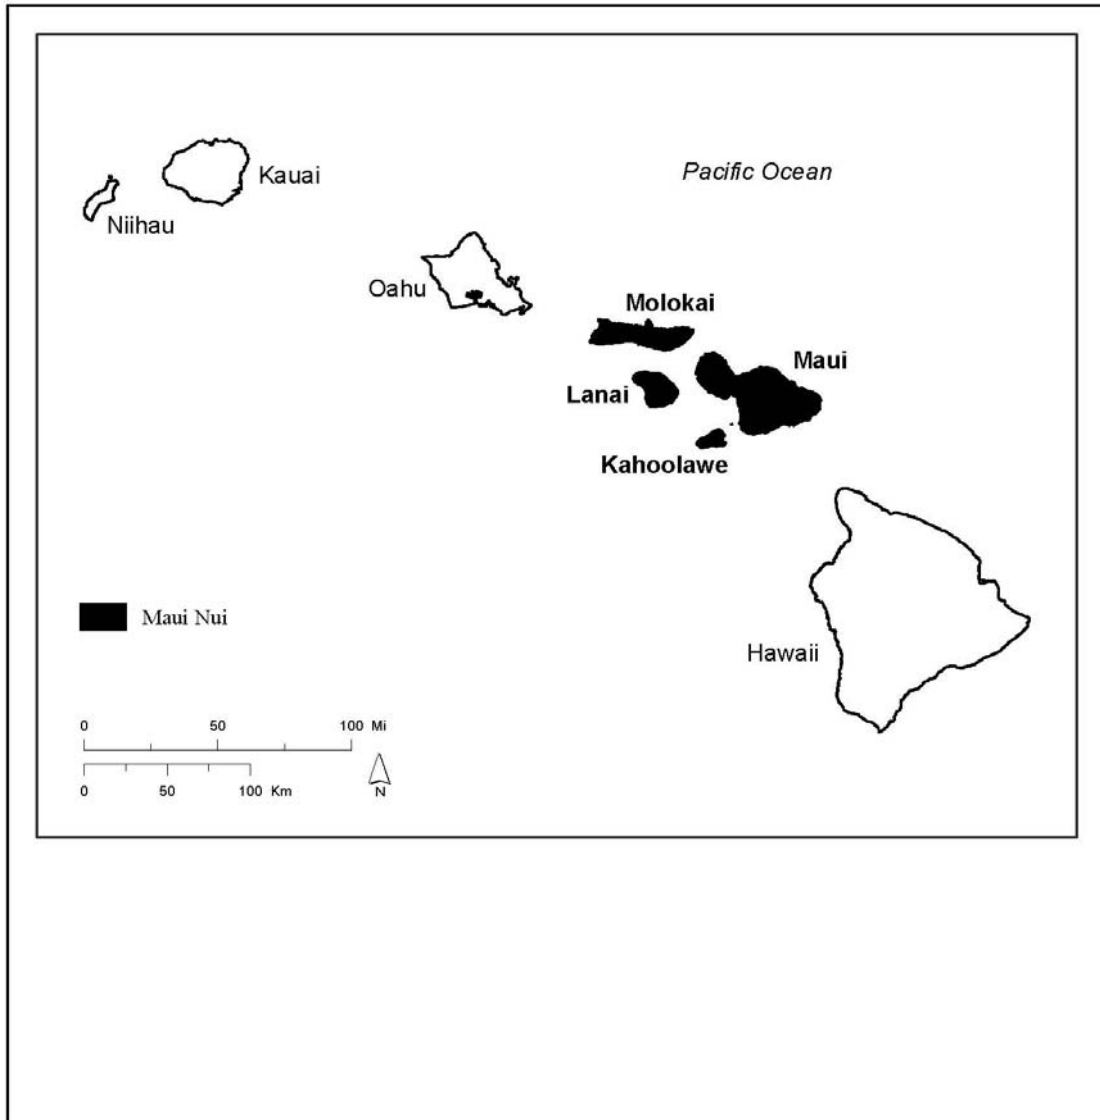 Pacific Ocean
Kauai
Niihau
Oahu
Molokai
Maui
Lanai
Kahoolawe
Maui Nui
Hawaii
0 50 100 Mi
0 50 100 Km
N